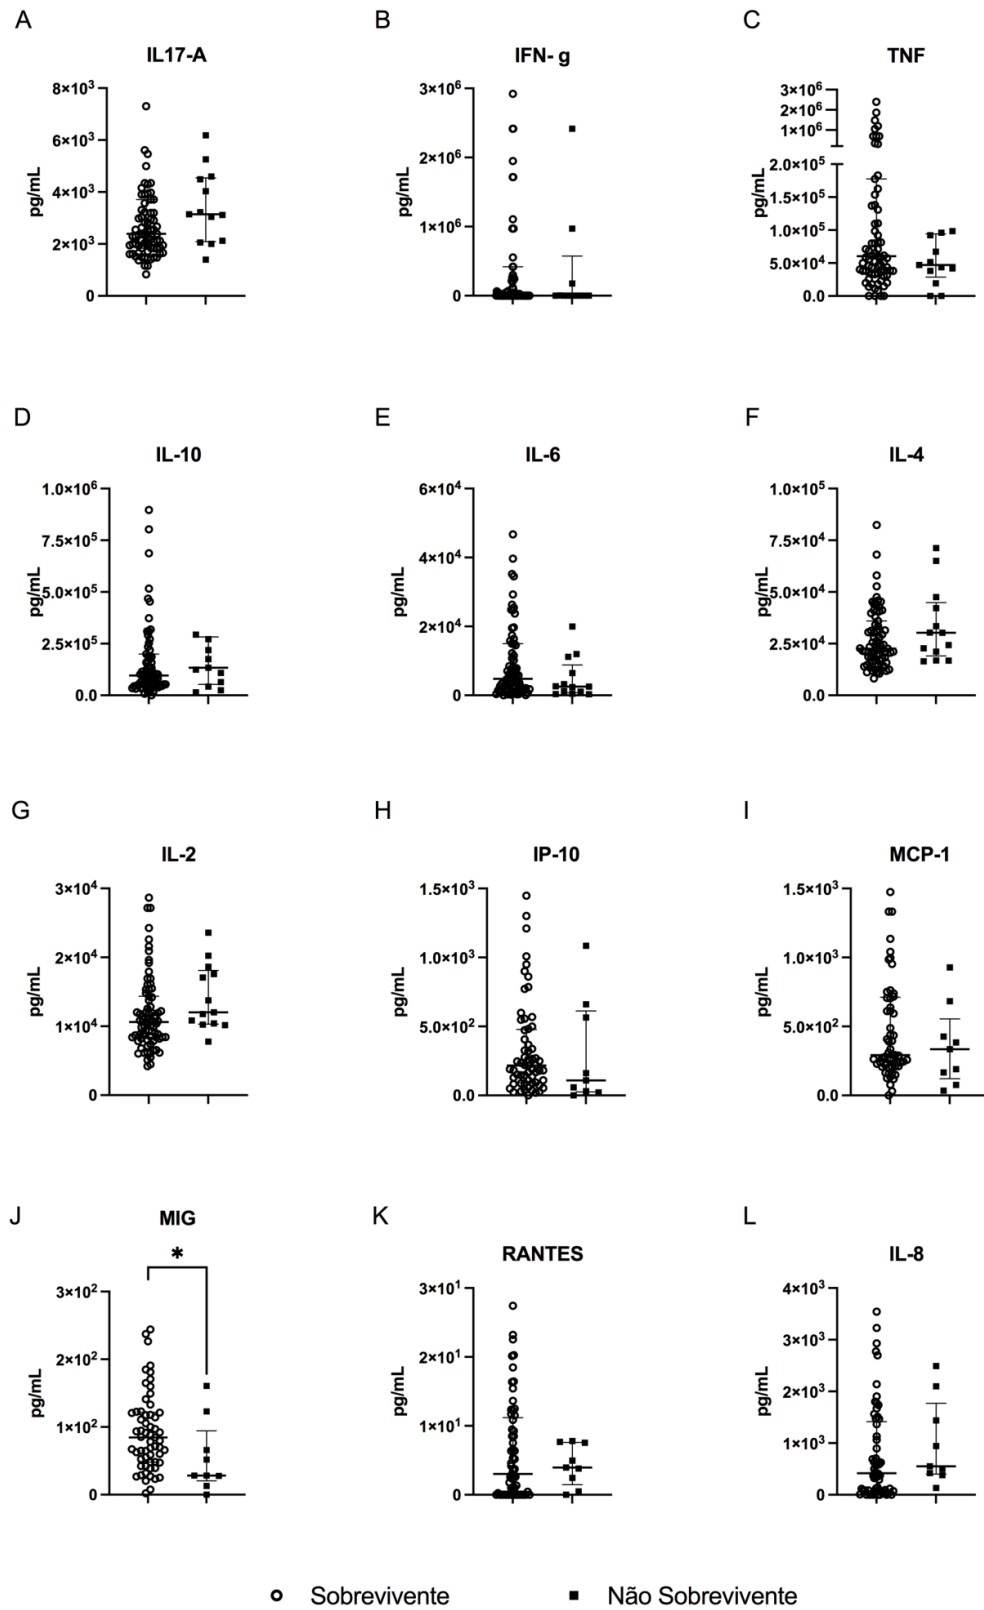 A
IL17-A
pg/mL
8×10³
6×10³
4×10³
2×10³
0
B
IFN- g
pg/mL
3×10⁶
2×10⁶
1×10⁶
0
C
TNF
pg/mL
3×10⁶
2×10⁶
1×10⁶
2.0×10⁵
1.5×10⁵
1.0×10⁵
5.0×10⁴
0.0
D
IL-10
pg/mL
1.0×10⁶
7.5×10⁵
5.0×10⁵
2.5×10⁵
0.0
E
IL-6
pg/mL
6×10⁴
4×10⁴
2×10⁴
0
F
IL-4
pg/mL
1.0×10⁵
7.5×10⁴
5.0×10⁴
2.5×10⁴
0.0
G
IL-2
pg/mL
3×10⁴
2×10⁴
1×10⁴
0
H
IP-10
pg/mL
1.5×10³
1.0×10³
5.0×10²
0.0
I
MCP-1
pg/mL
1.5×10³
1.0×10³
5.0×10²
0.0
J
MIG
*
pg/mL
3×10²
2×10²
1×10²
0
K
RANTES
pg/mL
3×10¹
2×10¹
1×10¹
0
L
IL-8
pg/mL
4×10³
3×10³
2×10³
1×10³
0
Sobrevivente
Não Sobrevivente